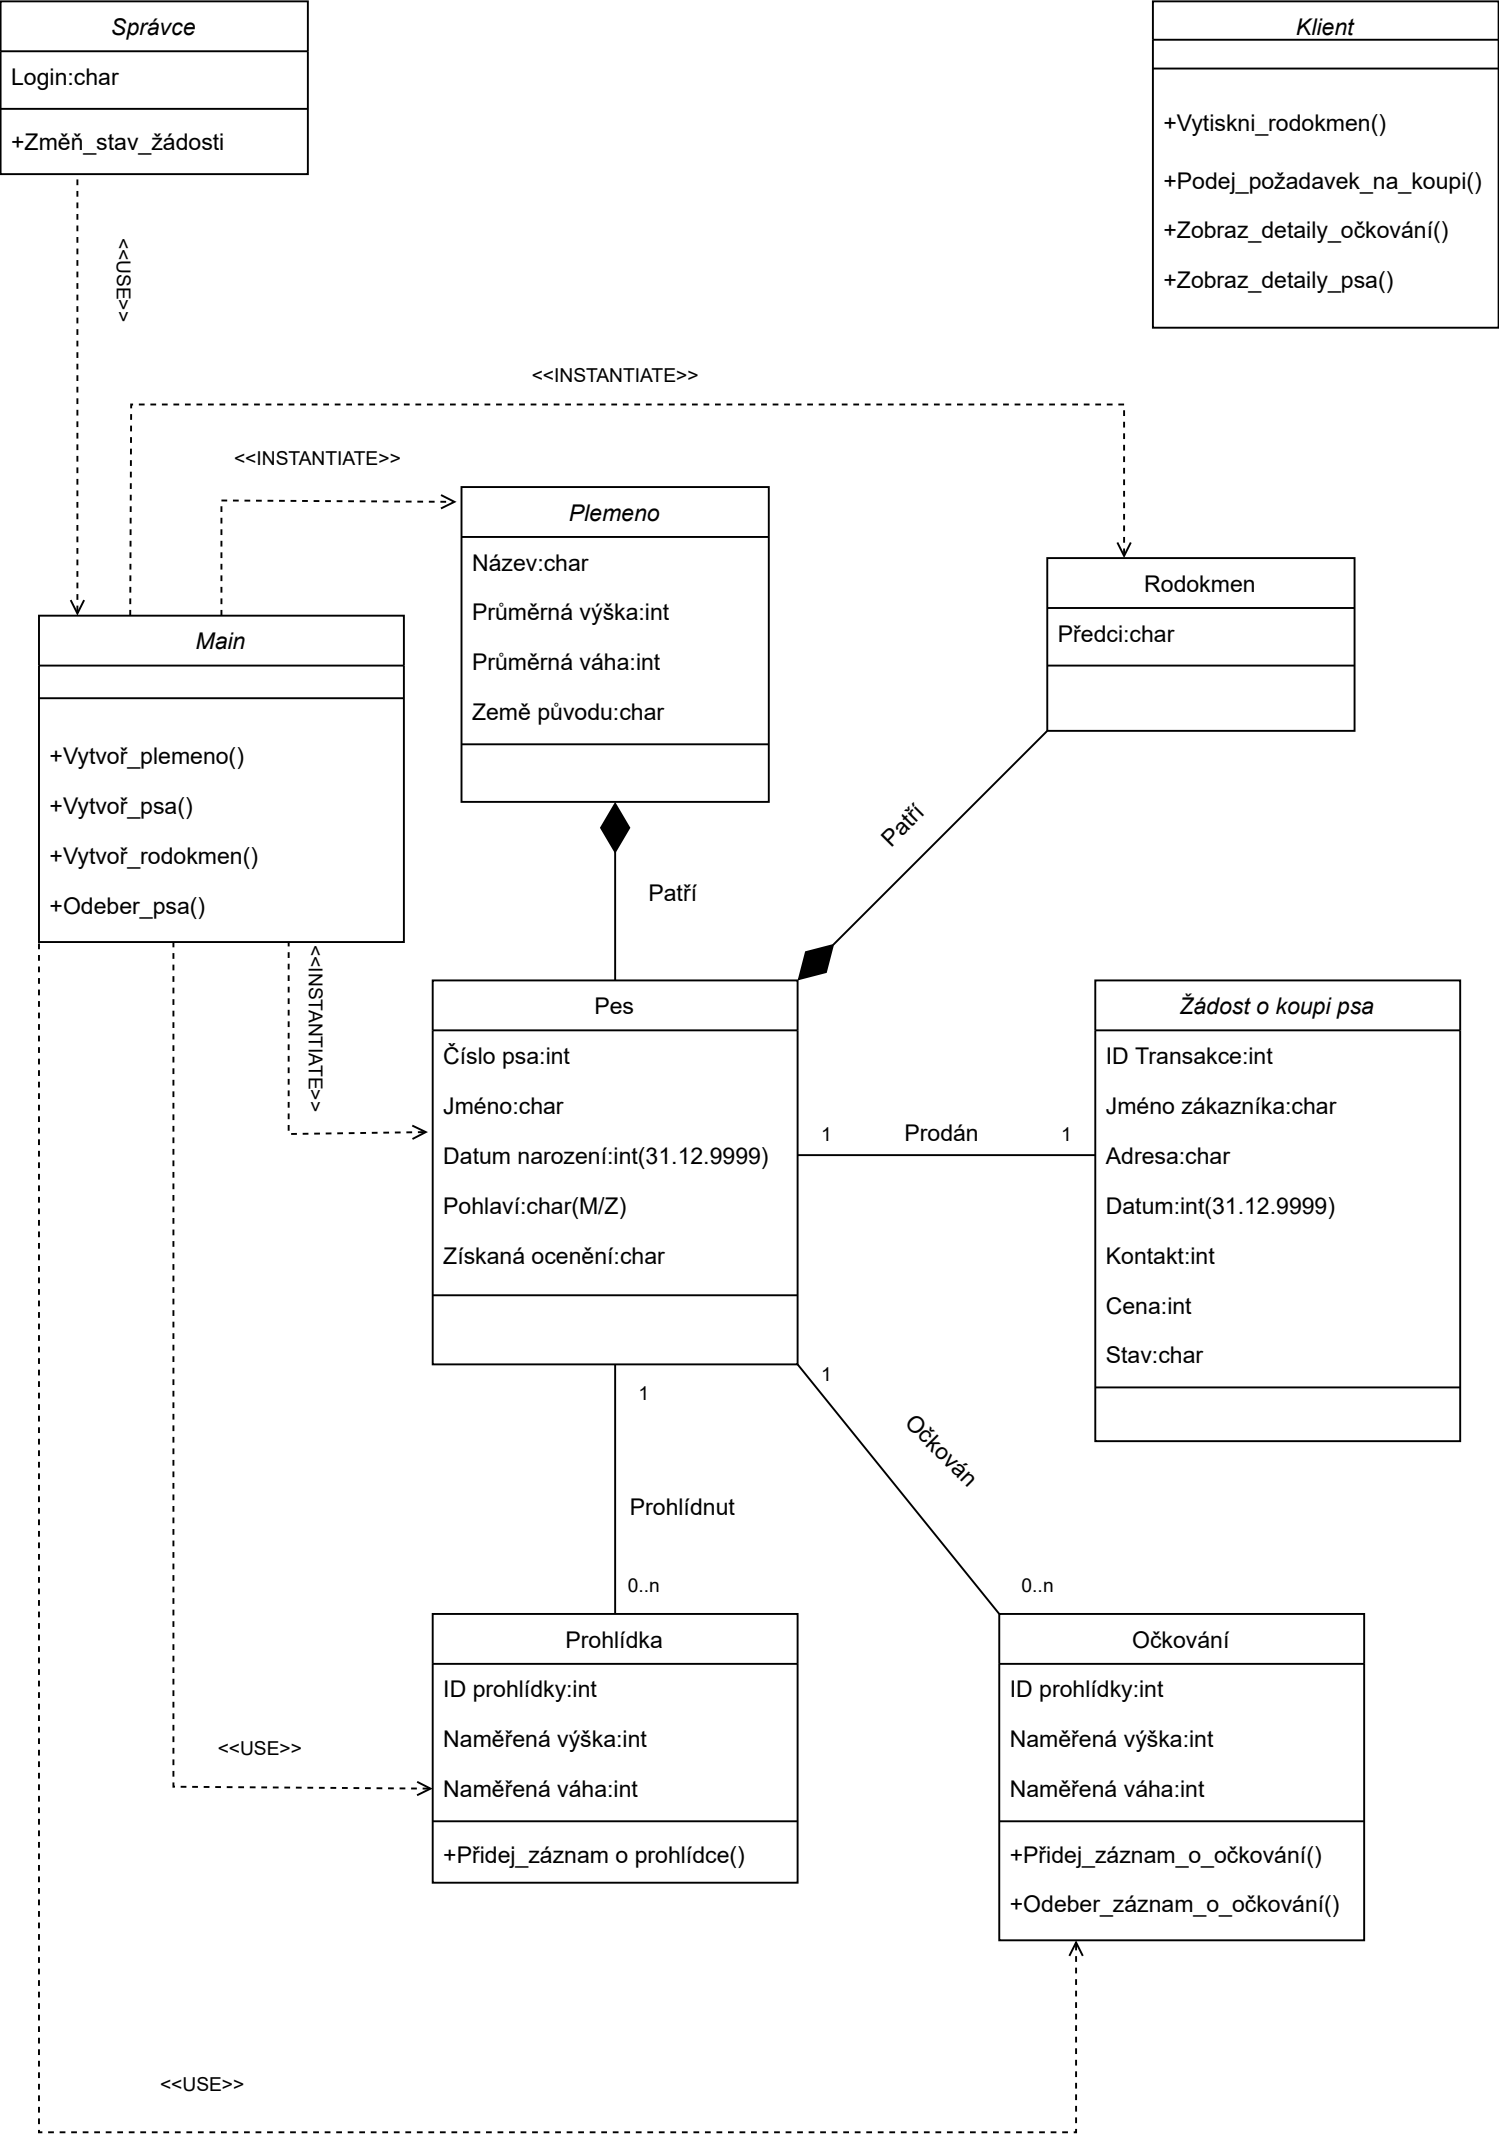 Správce
Login:char
+Změň_stav_žádosti
Klient
+Vytiskni_rodokmen()
+Podej_požadavek_na_koupi()
+Zobraz_detaily_očkování()
+Zobraz_detaily_psa()
<<USE>>
<<INSTANTIATE>>
<<INSTANTIATE>>
Plemeno
Název:char
Průměrná výška:int
Průměrná váha:int
Země původu:char
Rodokmen
Předci:char
Main
+Vytvoř_plemeno()
+Vytvoř_psa()
+Vytvoř_rodokmen()
+Odeber_psa()
Patří
Patří
<<INSTANTIATE>>
Pes
Číslo psa:int
Jméno:char
Datum narození:int(31.12.9999)
Pohlaví:char(M/Z)
Získaná ocenění:char
1
Prodán
1
Žádost o koupi psa
ID Transakce:int
Jméno zákazníka:char
Adresa:char
Datum:int(31.12.9999)
Kontakt:int
Cena:int
Stav:char
1
Prohlídnut
0..n
1
Očkován
0..n
Prohlídka
ID prohlídky:int
Naměřená výška:int
Naměřená váha:int
+Přidej_záznam o prohlídce()
Očkování
ID prohlídky:int
Naměřená výška:int
Naměřená váha:int
+Přidej_záznam_o_očkování()
+Odeber_záznam_o_očkování()
<<USE>>
<<USE>>